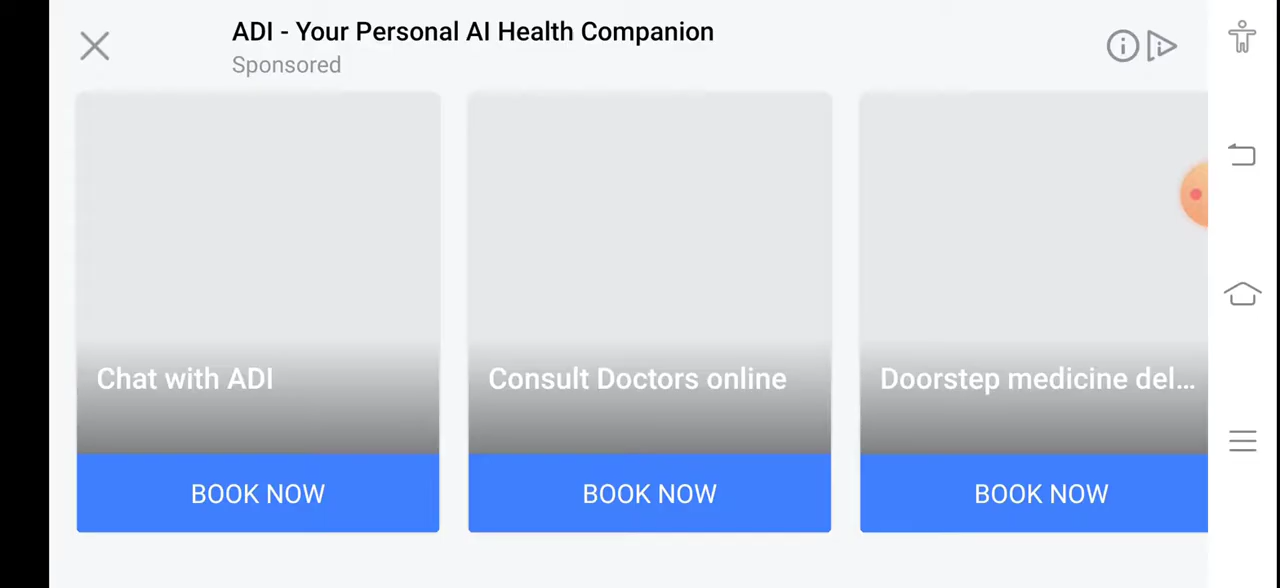 ADI - Your Personal AI Health Companion
Sponsored
Chat with ADI
Consult Doctors online
Doorstep medicine del...
BOOK NOW
BOOK NOW
BOOK NOW